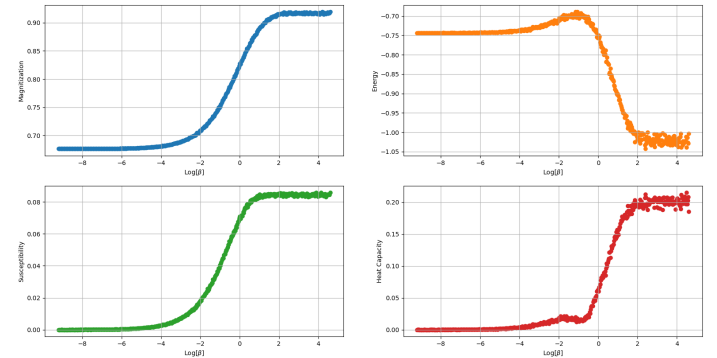 0.90
0.85
0.80
0.75
0.70
Magnitization
−8 −6 −4 −2 0 2 4
Log[β]
−0.70
−0.75
−0.80
−0.85
−0.90
−0.95
−1.00
−1.05
Energy
−8 −6 −4 −2 0 2 4
Log[β]
0.08
0.06
0.04
0.02
0.00
Susceptibility
−8 −6 −4 −2 0 2 4
Log[β]
0.20
0.15
0.10
0.05
0.00
Heat Capacity
−8 −6 −4 −2 0 2 4
Log[β]